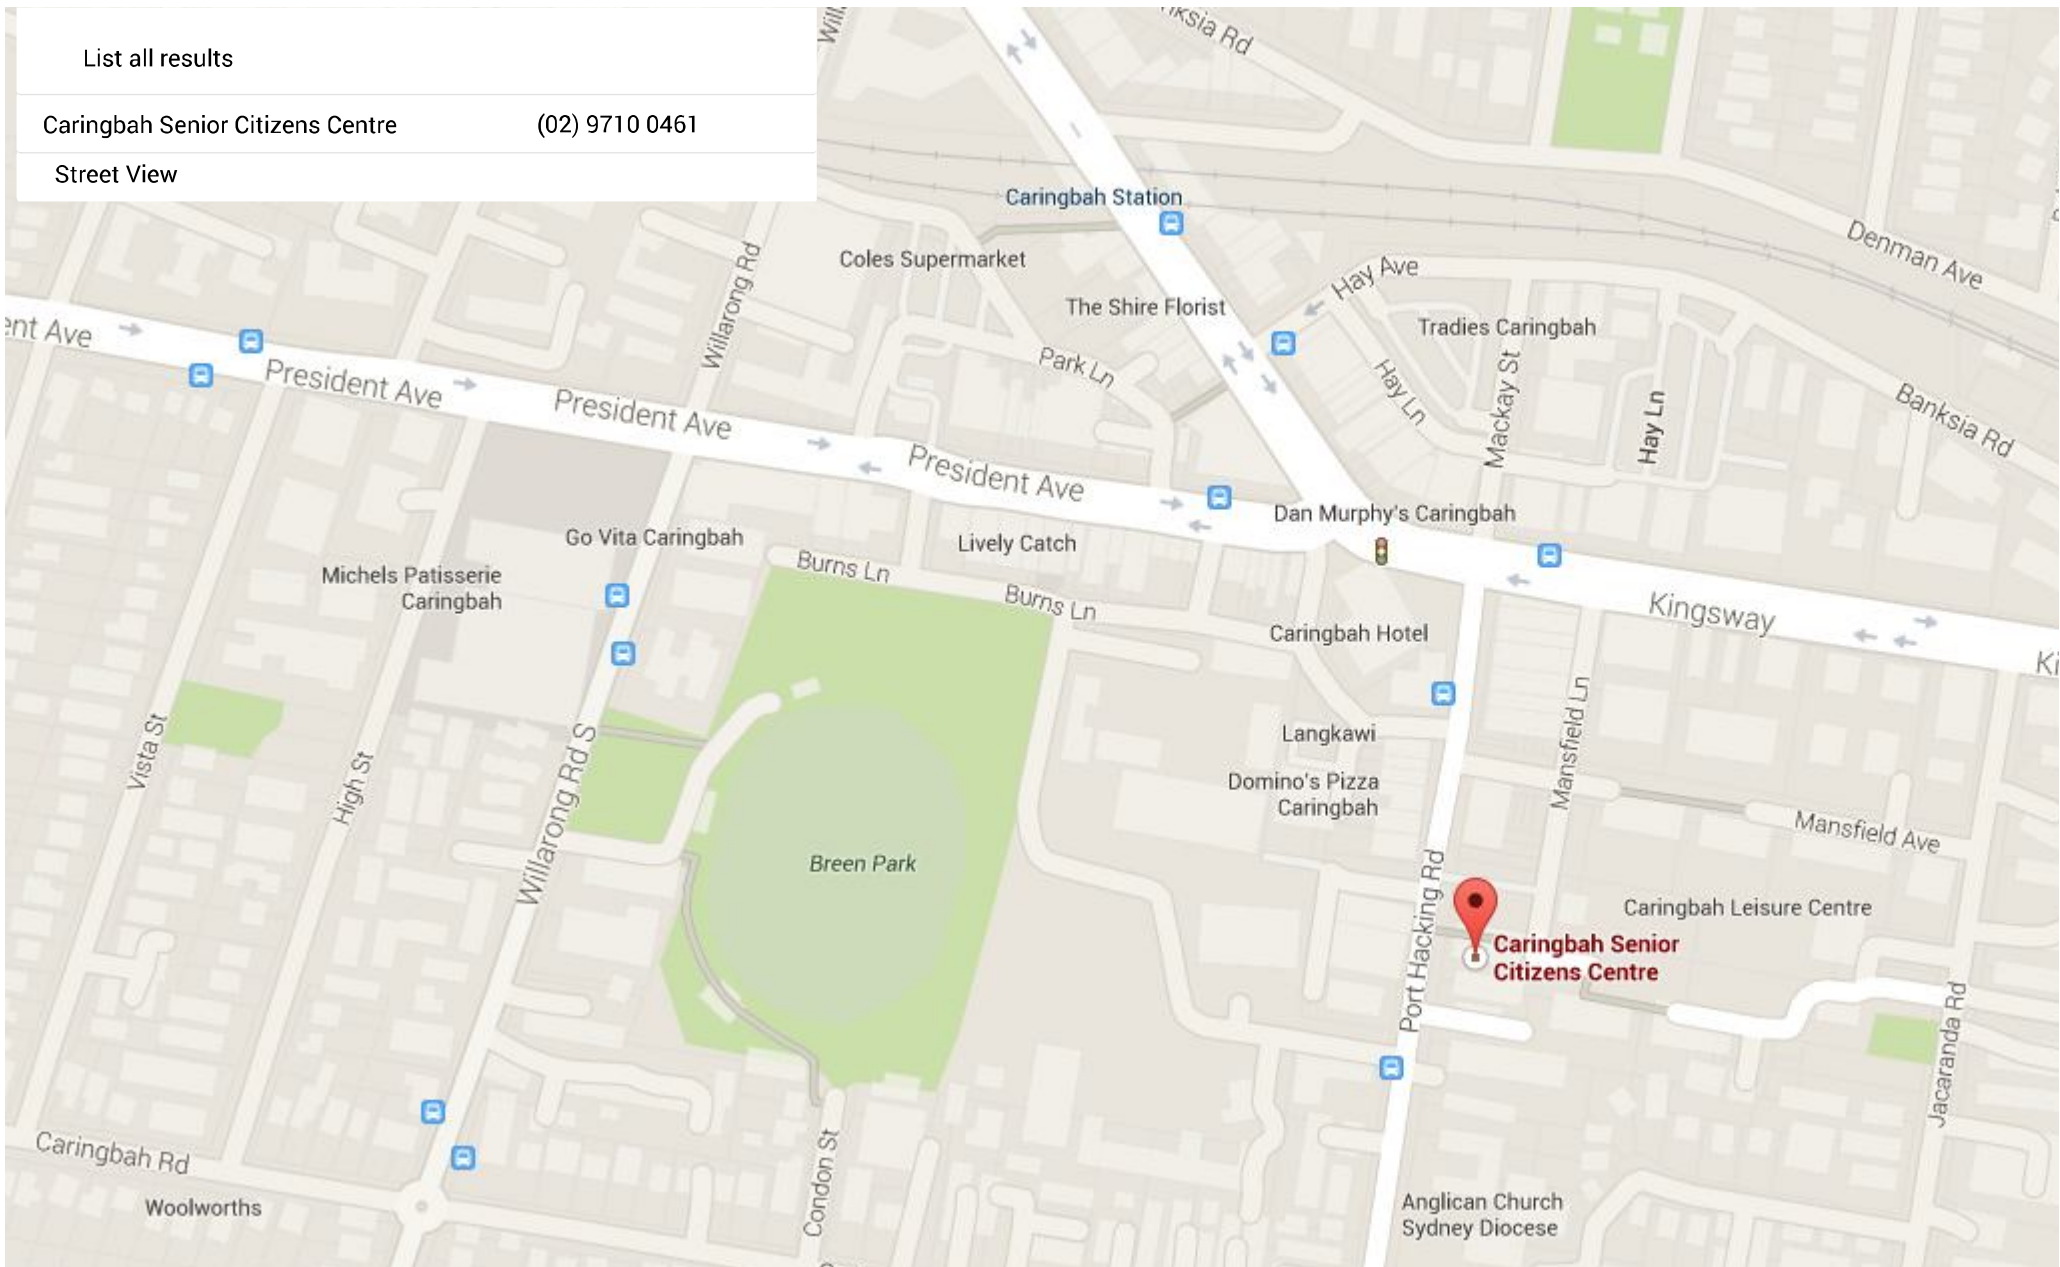 List all results
Caringbah Senior Citizens Centre (02) 9710 0461
Street View
Banksia Rd
Caringbah Station
Denman Ave
Coles Supermarket
Willarong Rd
Hay Ave
The Shire Florist
Tradies Caringbah
ent Ave
President Ave
President Ave
Park Ln
Hay Ln
Mackay St
Hay Ln
Banksia Rd
President Ave
Dan Murphy's Caringbah
Go Vita Caringbah
Lively Catch
Burns Ln
Michels Patisserie
Caringbah
Burns Ln
Kingsway
Caringbah Hotel
Ki
Vista St
High St
Willarong Rd S
Langkawi
Mansfield Ln
Domino's Pizza
Caringbah
Mansfield Ave
Breen Park
Port Hacking Rd
Caringbah Leisure Centre
Caringbah Senior
Citizens Centre
Jacaranda Rd
Caringbah Rd
Condon St
Woolworths
Anglican Church
Sydney Diocese